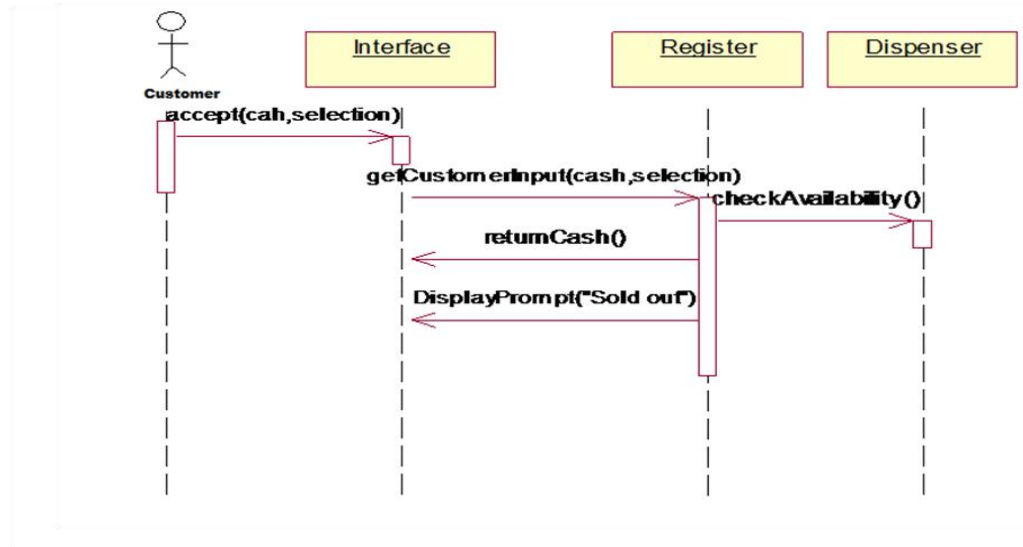 Interface
Register
Dispenser
Customer
accept(cah,selection)
getCustomerInput(cash,selection)
checkAvailability()
returnCash()
DisplayPrompt("Sold out")